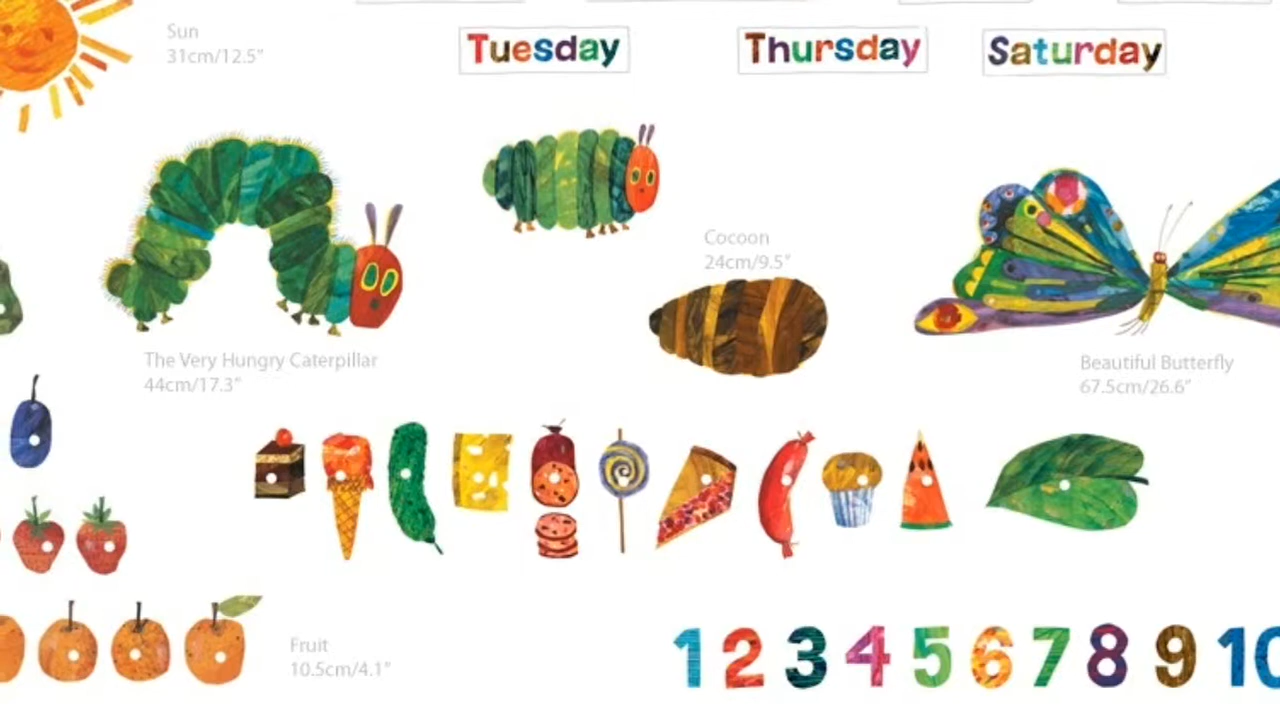 Sun
31cm/12.5"
Tuesday
Thursday
Saturday
Cocoon
24cm/9.5"
The Very Hungry Caterpillar
44cm/17.3"
Beautiful Butterfly
67.5cm/26.6"
Fruit
10.5cm/4.1"
1 2 3 4 5 6 7 8 9 10